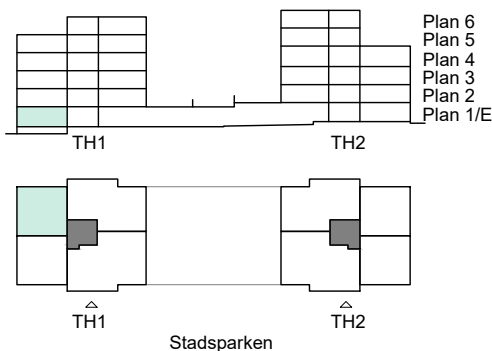 Plan 6
Plan 5
Plan 4
Plan 3
Plan 2
Plan 1/E
TH1 TH2
TH1 TH2
Stadsparken